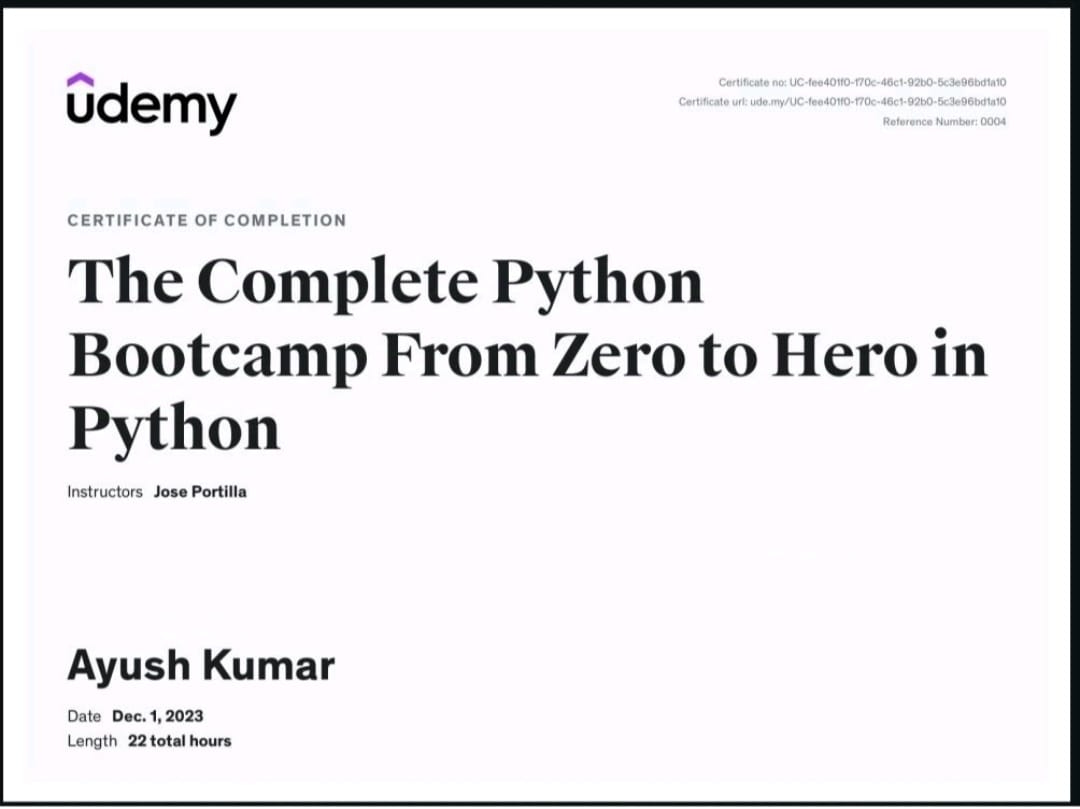 udemy
Certificate no: UC-fee401f0-f70c-46c1-92b0-5c3e96bd1a10
Certificate url: ude.my/UC-fee401f0-f70c-46c1-92b0-5c3e96bd1a10
Reference Number: 0004
CERTIFICATE OF COMPLETION
The Complete Python
Bootcamp From Zero to Hero in
Python
Instructors Jose Portilla
Ayush Kumar
Date Dec. 1, 2023
Length 22 total hours